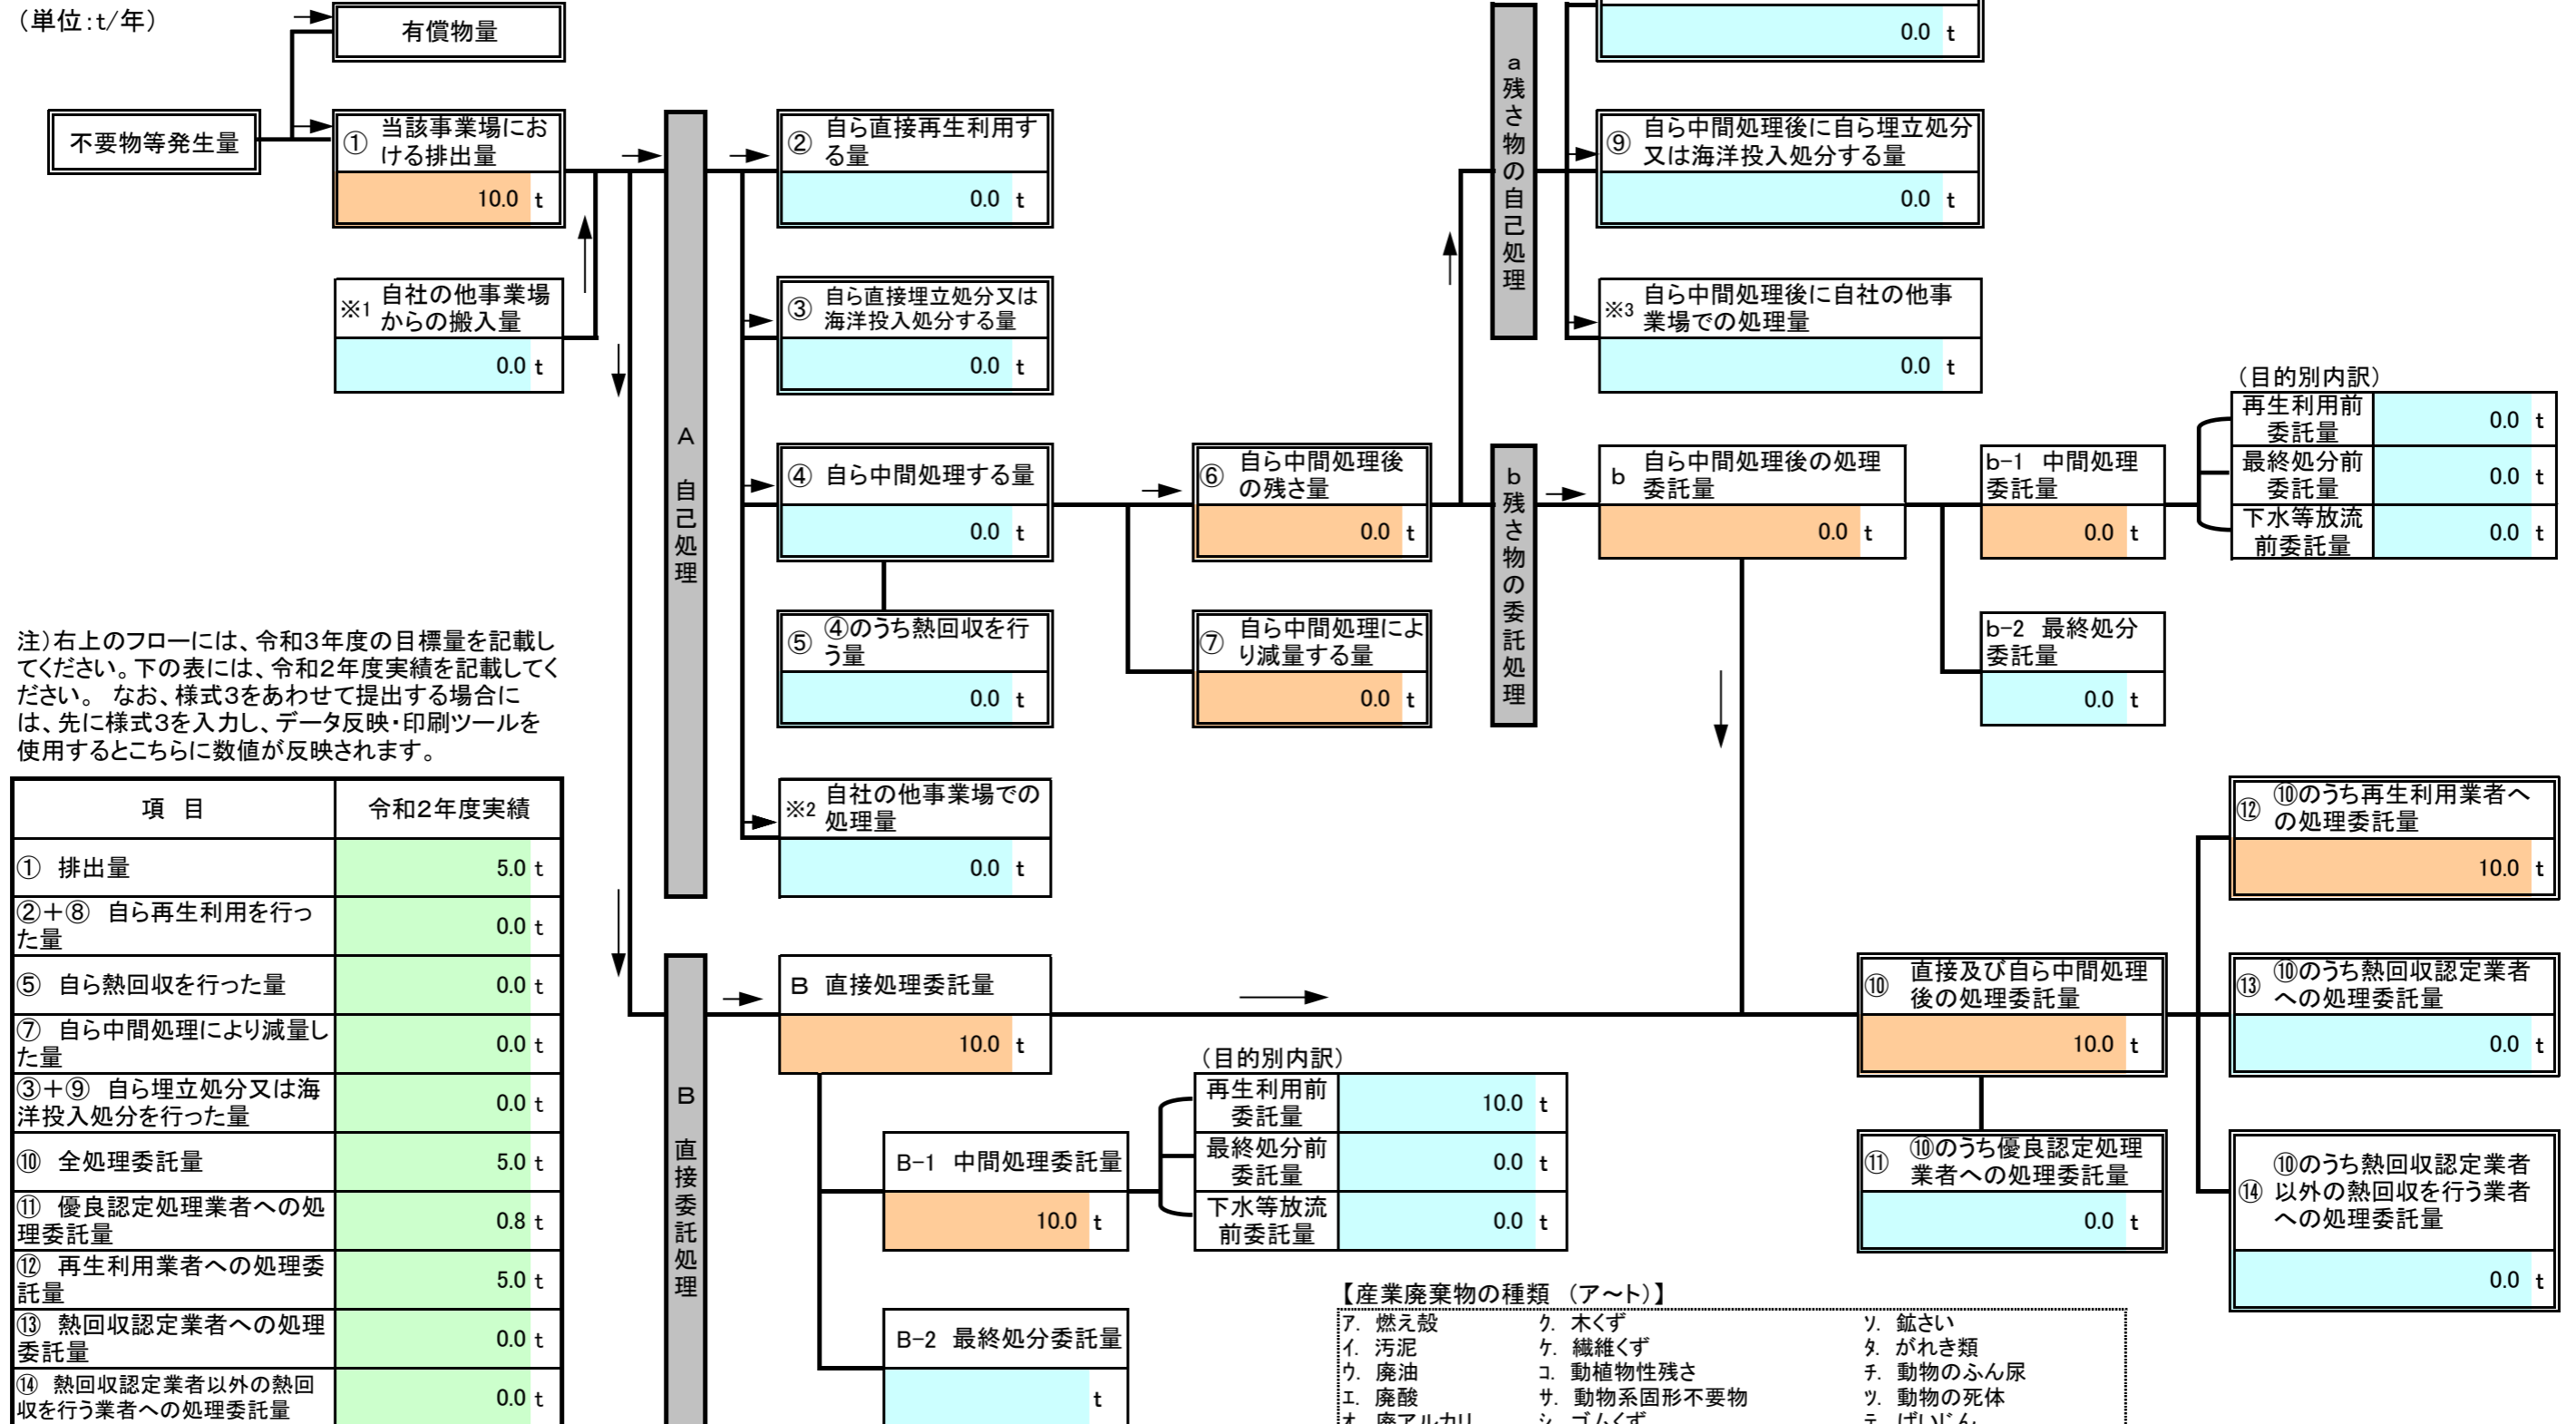 （単位：t/年）
有償物量
不要物等発生量
① 当該事業場にお
ける排出量
10.0 t
※1 自社の他事業場
からの搬入量
0.0 t
A 自己処理
② 自ら直接再生利用す
る量
0.0 t
③ 自ら直接埋立処分又は
海洋投入処分する量
0.0 t
④ 自ら中間処理する量
0.0 t
⑤ ④のうち熱回収を行
う量
0.0 t
※2 自社の他事業場での
処理量
0.0 t
⑥ 自ら中間処理後
の残さ量
0.0 t
⑦ 自ら中間処理によ
り減量する量
0.0 t
a 残さ物の自己処理
0.0 t
⑨ 自ら中間処理後に自ら埋立処分
又は海洋投入処分する量
0.0 t
※3 自ら中間処理後に自社の他事
業場での処理量
0.0 t
b 残さ物の委託処理
b 自ら中間処理後の処理
委託量
0.0 t
b-1 中間処理
委託量
0.0 t
（目的別内訳）
再生利用前
委託量
0.0 t
最終処分前
委託量
0.0 t
下水等放流
前委託量
0.0 t
b-2 最終処分
委託量
0.0 t
注）右上のフローには、令和３年度の目標量を記載し
てください。下の表には、令和２年度実績を記載してく
ださい。 なお、様式３をあわせて提出する場合に
は、先に様式３を入力し、データ反映・印刷ツールを
使用するとこちらに数値が反映されます。
項 目 令和２年度実績
① 排出量 5.0 t
②＋⑧ 自ら再生利用を行っ
た量
0.0 t
⑤ 自ら熱回収を行った量 0.0 t
⑦ 自ら中間処理により減量し
た量
0.0 t
③＋⑨ 自ら埋立処分又は海
洋投入処分を行った量
0.0 t
⑩ 全処理委託量 5.0 t
⑪ 優良認定処理業者への処
理委託量
0.8 t
⑫ 再生利用業者への処理委
託量
5.0 t
⑬ 熱回収認定業者への処理
委託量
0.0 t
⑭ 熱回収認定業者以外の熱回
収を行う業者への処理委託量
0.0 t
B 直接委託処理
B 直接処理委託量
10.0 t
B-1 中間処理委託量
10.0 t
（目的別内訳）
再生利用前
委託量
10.0 t
最終処分前
委託量
0.0 t
下水等放流
前委託量
0.0 t
B-2 最終処分委託量
t
⑩ 直接及び自ら中間処理
後の処理委託量
10.0 t
⑪ ⑩のうち優良認定処理
業者への処理委託量
0.0 t
⑫ ⑩のうち再生利用業者へ
の処理委託量
10.0 t
⑬ ⑩のうち熱回収認定業者
への処理委託量
0.0 t
⑭ ⑩のうち熱回収認定業者
以外の熱回収を行う業者
への処理委託量
0.0 t
【産業廃棄物の種類 （ア～ト）】
ア. 燃え殻 ク. 木くず ソ. 鉱さい
イ. 汚泥 ケ. 繊維くず タ. がれき類
ウ. 廃油 コ. 動植物性残さ チ. 動物のふん尿
エ. 廃酸 サ. 動物系固形不要物 ツ. 動物の死体
オ. 廃アルカリ シ. ゴムくず テ. ばいじん